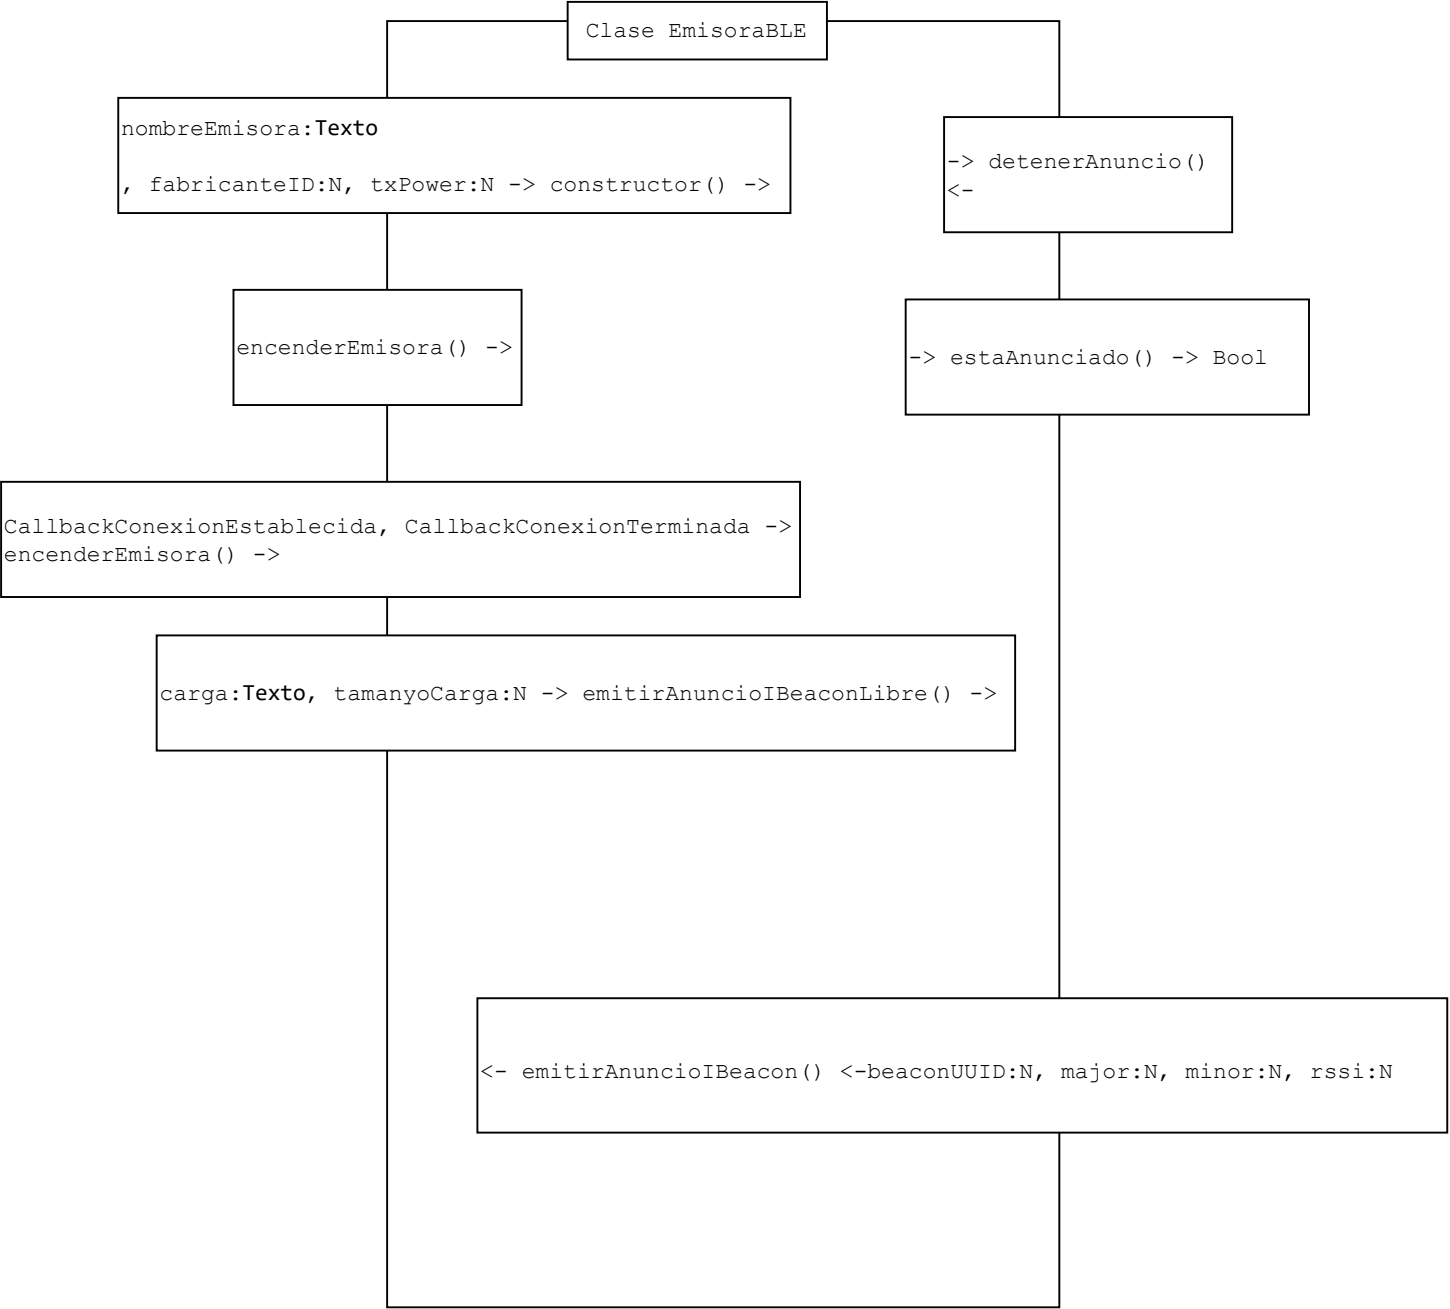 Clase EmisoraBLE
nombreEmisora:Texto
, fabricanteID:N, txPower:N -> constructor() ->
-> detenerAnuncio()
<-
encenderEmisora() ->
-> estaAnunciado() -> Bool
CallbackConexionEstablecida, CallbackConexionTerminada ->
encenderEmisora() ->
carga:Texto, tamanyoCarga:N -> emitirAnuncioIBeaconLibre() ->
<- emitirAnuncioIBeacon() <-beaconUUID:N, major:N, minor:N, rssi:N